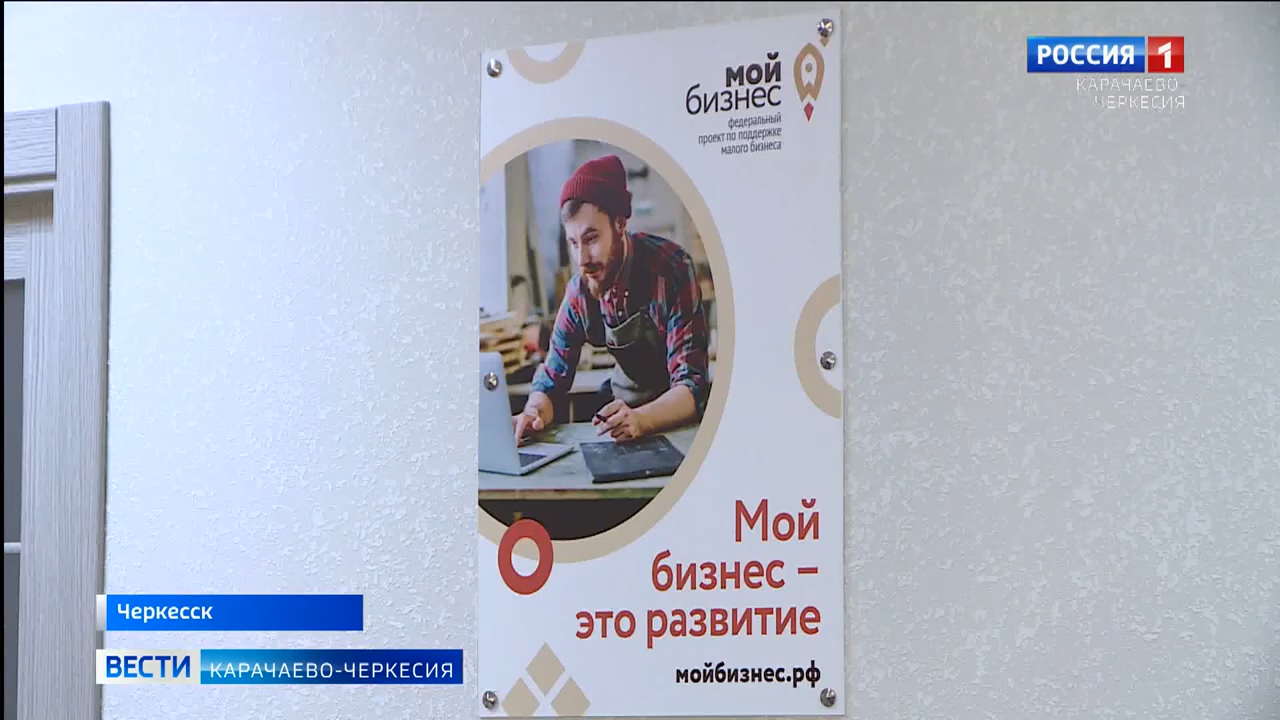 РОССИЯ 1
КАРАЧАЕВО-
ЧЕРКЕСИЯ
мой
бизнес
федеральный
проект по поддержке
малого бизнеса
Мой
бизнес –
это развитие
мойбизнес.рф
Черкесск
ВЕСТИ КАРАЧАЕВО-ЧЕРКЕСИЯ